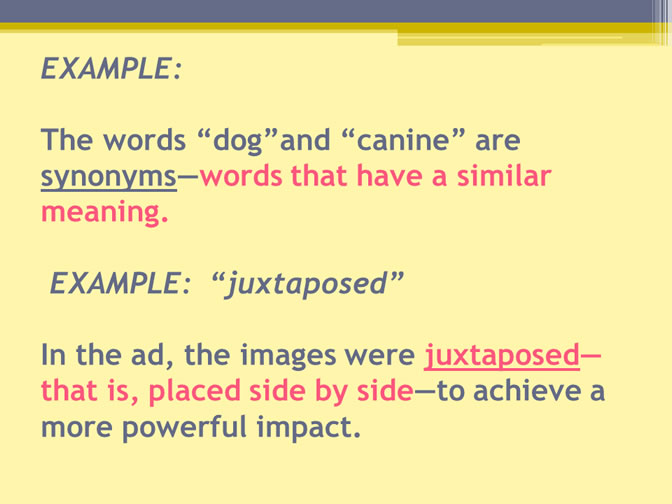 EXAMPLE:
The words “dog”and “canine” are
synonyms—words that have a similar
meaning.
EXAMPLE: “juxtaposed”
In the ad, the images were juxtaposed—
that is, placed side by side—to achieve a
more powerful impact.